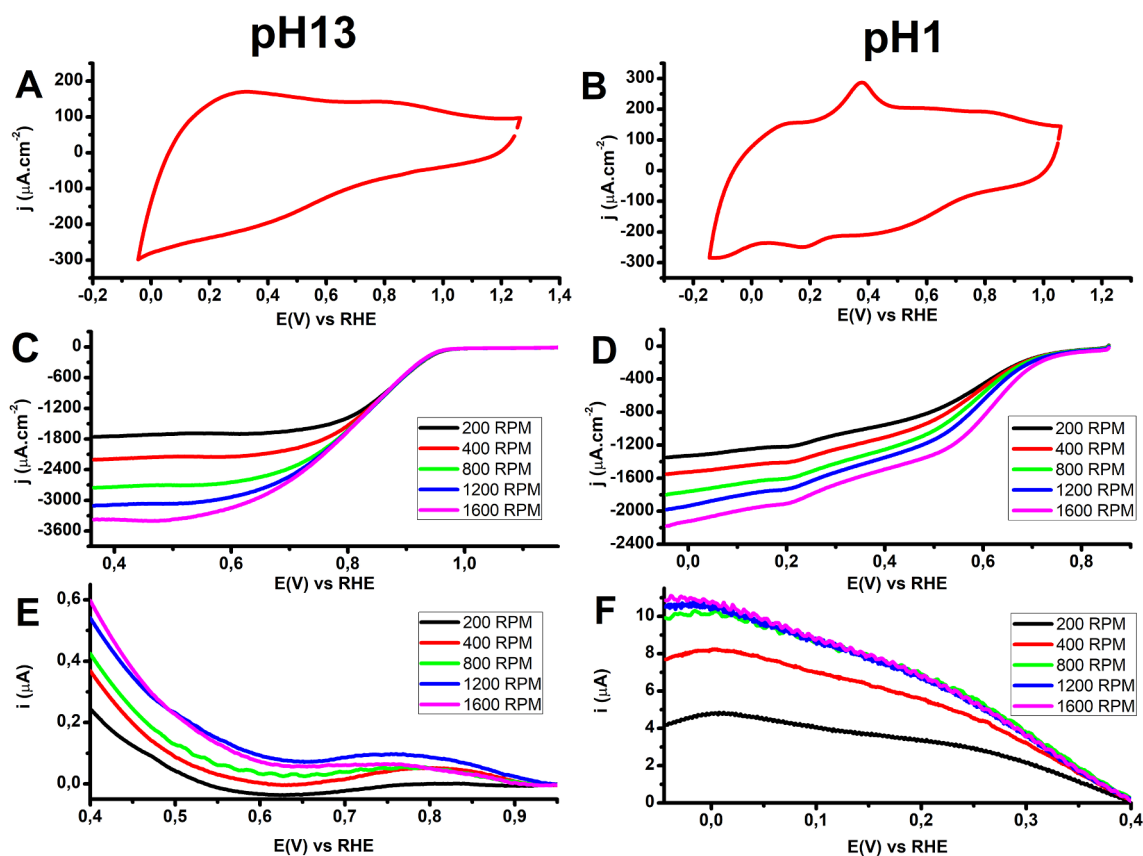 pH13
pH1
A
200
100
0
-100
-200
-300
j (µA.cm-2)
-0,2 0,0 0,2 0,4 0,6 0,8 1,0 1,2 1,4
E(V) vs RHE
B
300
200
100
0
-100
-200
-300
j (µA.cm-2)
-0.2 0.0 0.2 0.4 0.6 0.8 1.0 1.2
E(V) vs RHE
C
0
-600
-1200
-1800
-2400
-3000
-3600
j (µA.cm-2)
200 RPM
400 RPM
800 RPM
1200 RPM
1600 RPM
0,4 0,6 0,8 1,0
E(V) vs RHE
D
0
-400
-800
-1200
-1600
-2000
-2400
j (µA.cm-2)
200 RPM
400 RPM
800 RPM
1200 RPM
1600 RPM
0,0 0,2 0,4 0,6 0,8
E(V) vs RHE
E
0,6
0,4
0,2
0,0
i (µA)
200 RPM
400 RPM
800 RPM
1200 RPM
1600 RPM
0,4 0,5 0,6 0,7 0,8 0,9
E(V) vs RHE
F
10
8
6
4
2
0
i (µA)
200 RPM
400 RPM
800 RPM
1200 RPM
1600 RPM
0,0 0,1 0,2 0,3 0,4
E(V) vs RHE